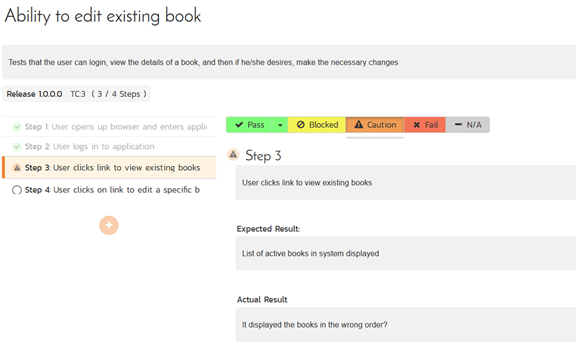 Ability to edit existing book
Tests that the user can login, view the details of a book, and then if he/she desires, make the necessary changes
Release 1.0.0.0 TC:3 ( 3 / 4 Steps )
Step 1: User opens up browser and enters appli
Step 2: User logs in to application
Step 3: User clicks link to view existing books
Step 4: User clicks on link to edit a specific b
Pass Blocked Caution Fail N/A
Step 3
User clicks link to view existing books
Expected Result:
List of active books in system displayed
Actual Result
It displayed the books in the wrong order?